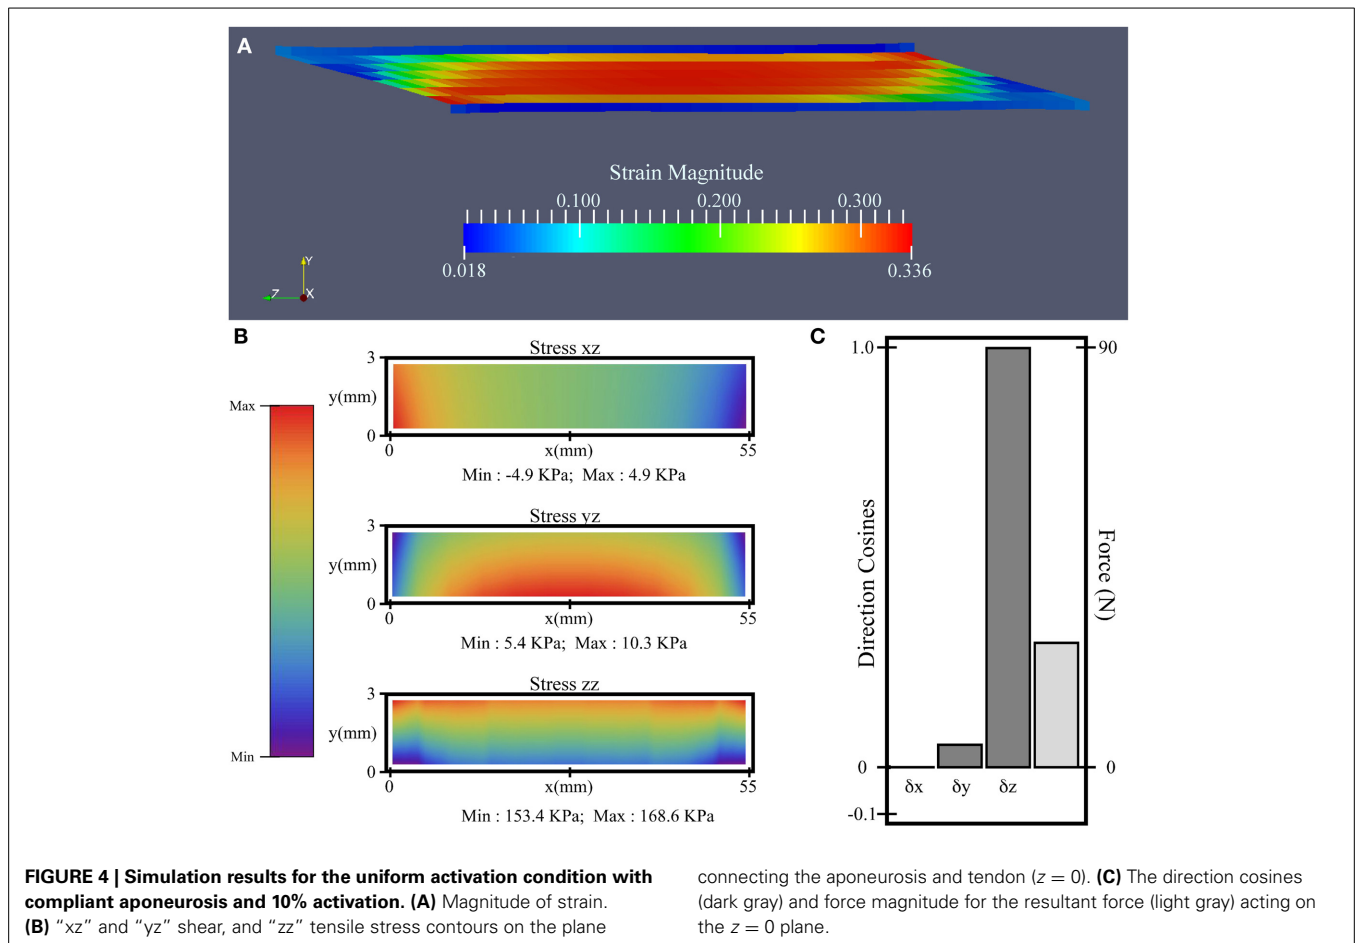 A
Strain Magnitude
0.100 0.200 0.300
0.018 0.336
Y
Z X
B
Max
Min
Stress xz
3
y(mm)
0
0 x(mm) 55
Min : -4.9 KPa; Max : 4.9 KPa
Stress yz
3
y(mm)
0
0 x(mm) 55
Min : 5.4 KPa; Max : 10.3 KPa
Stress zz
3
y(mm)
0
0 x(mm) 55
Min : 153.4 KPa; Max : 168.6 KPa
C
1.0 90
Direction Cosines
Force (N)
0 0
δx δy δz
-0.1
FIGURE 4 | Simulation results for the uniform activation condition with
compliant aponeurosis and 10% activation. (A) Magnitude of strain.
(B) “xz” and “yz” shear, and “zz” tensile stress contours on the plane
connecting the aponeurosis and tendon (z = 0). (C) The direction cosines
(dark gray) and force magnitude for the resultant force (light gray) acting on
the z = 0 plane.